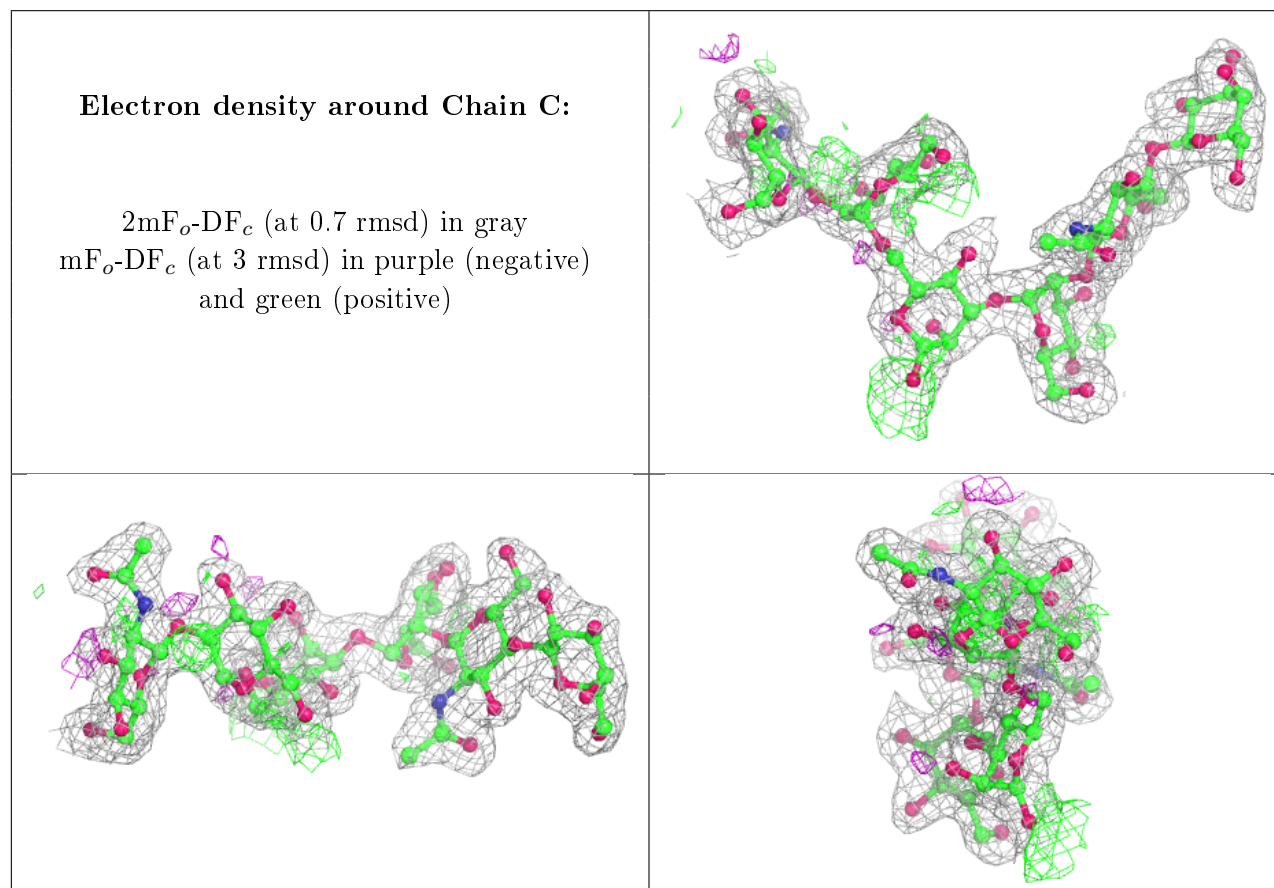 Electron density around Chain C:
2mFₒ-DF𝒸 (at 0.7 rmsd) in gray
mFₒ-DF𝒸 (at 3 rmsd) in purple (negative)
and green (positive)